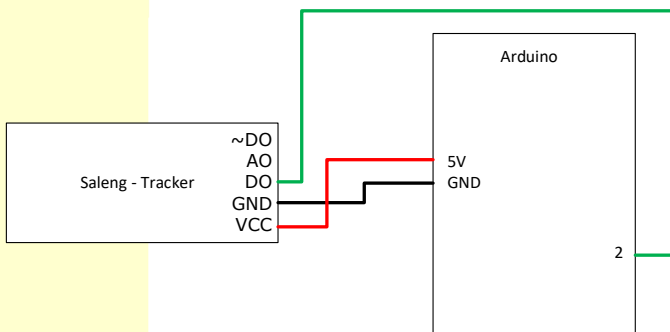 Arduino
~DO
AO
Saleng - Tracker
DO
GND
VCC
5V
GND
2